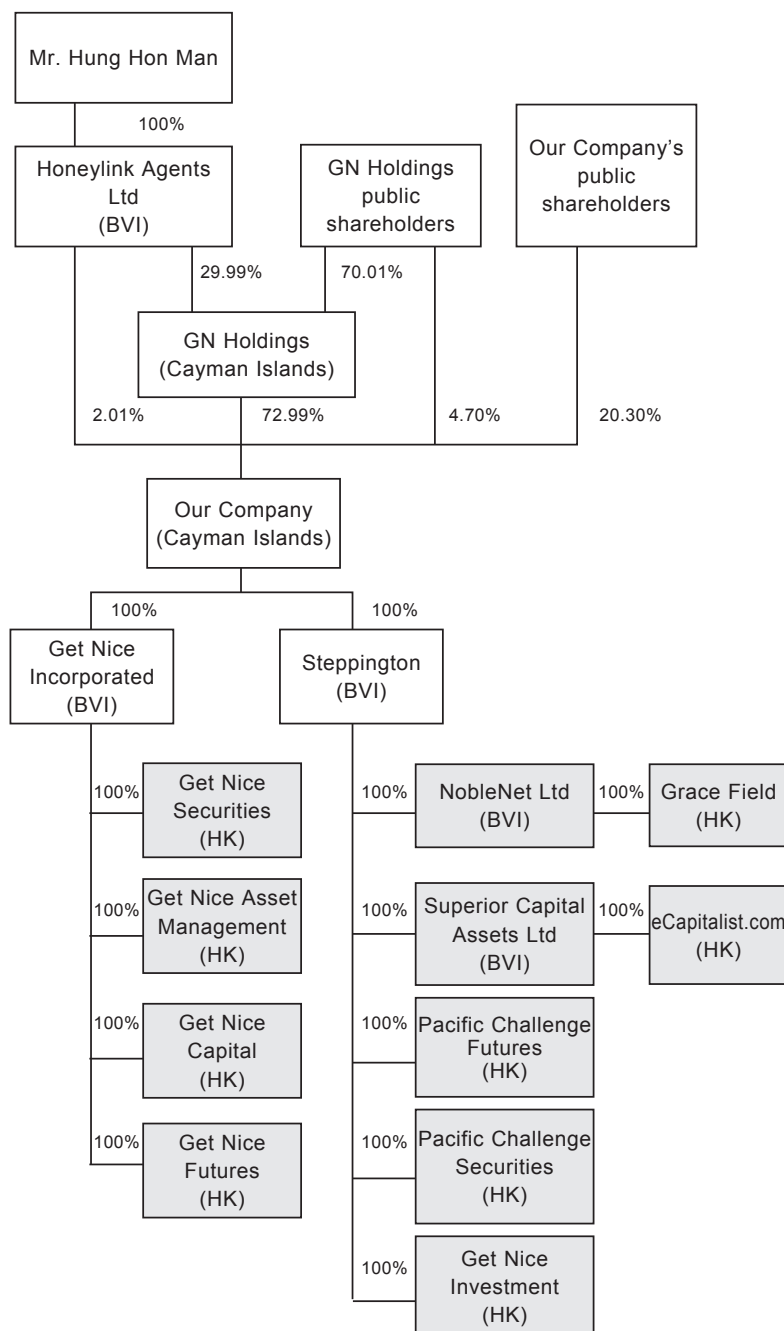 Mr. Hung Hon Man
100%
Honeylink Agents
Ltd
(BVI)
GN Holdings
public
shareholders
Our Company's
public
shareholders
29.99%
70.01%
GN Holdings
(Cayman Islands)
2.01%
72.99%
4.70%
20.30%
Our Company
(Cayman Islands)
100%
100%
Get Nice
Incorporated
(BVI)
Steppington
(BVI)
100%
Get Nice
Securities
(HK)
100%
NobleNet Ltd
(BVI)
100%
Grace Field
(HK)
100%
Get Nice Asset
Management
(HK)
100%
Superior Capital
Assets Ltd
(BVI)
100%
eCapitalist.com
(HK)
100%
Get Nice
Capital
(HK)
100%
Pacific Challenge
Futures
(HK)
100%
Get Nice
Futures
(HK)
100%
Pacific Challenge
Securities
(HK)
100%
Get Nice
Investment
(HK)